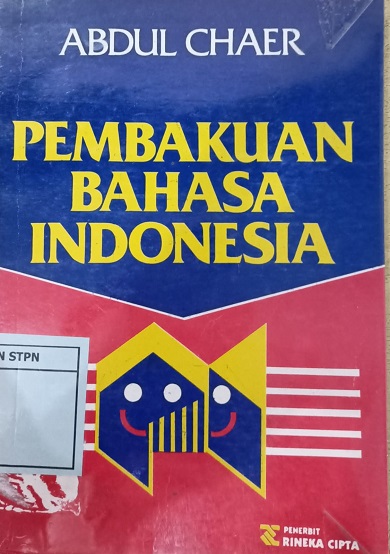 ABDUL CHAER
PEMBAKUAN
BAHASA
INDONESIA
N STPN
PENERBIT
RINEKA CIPTA